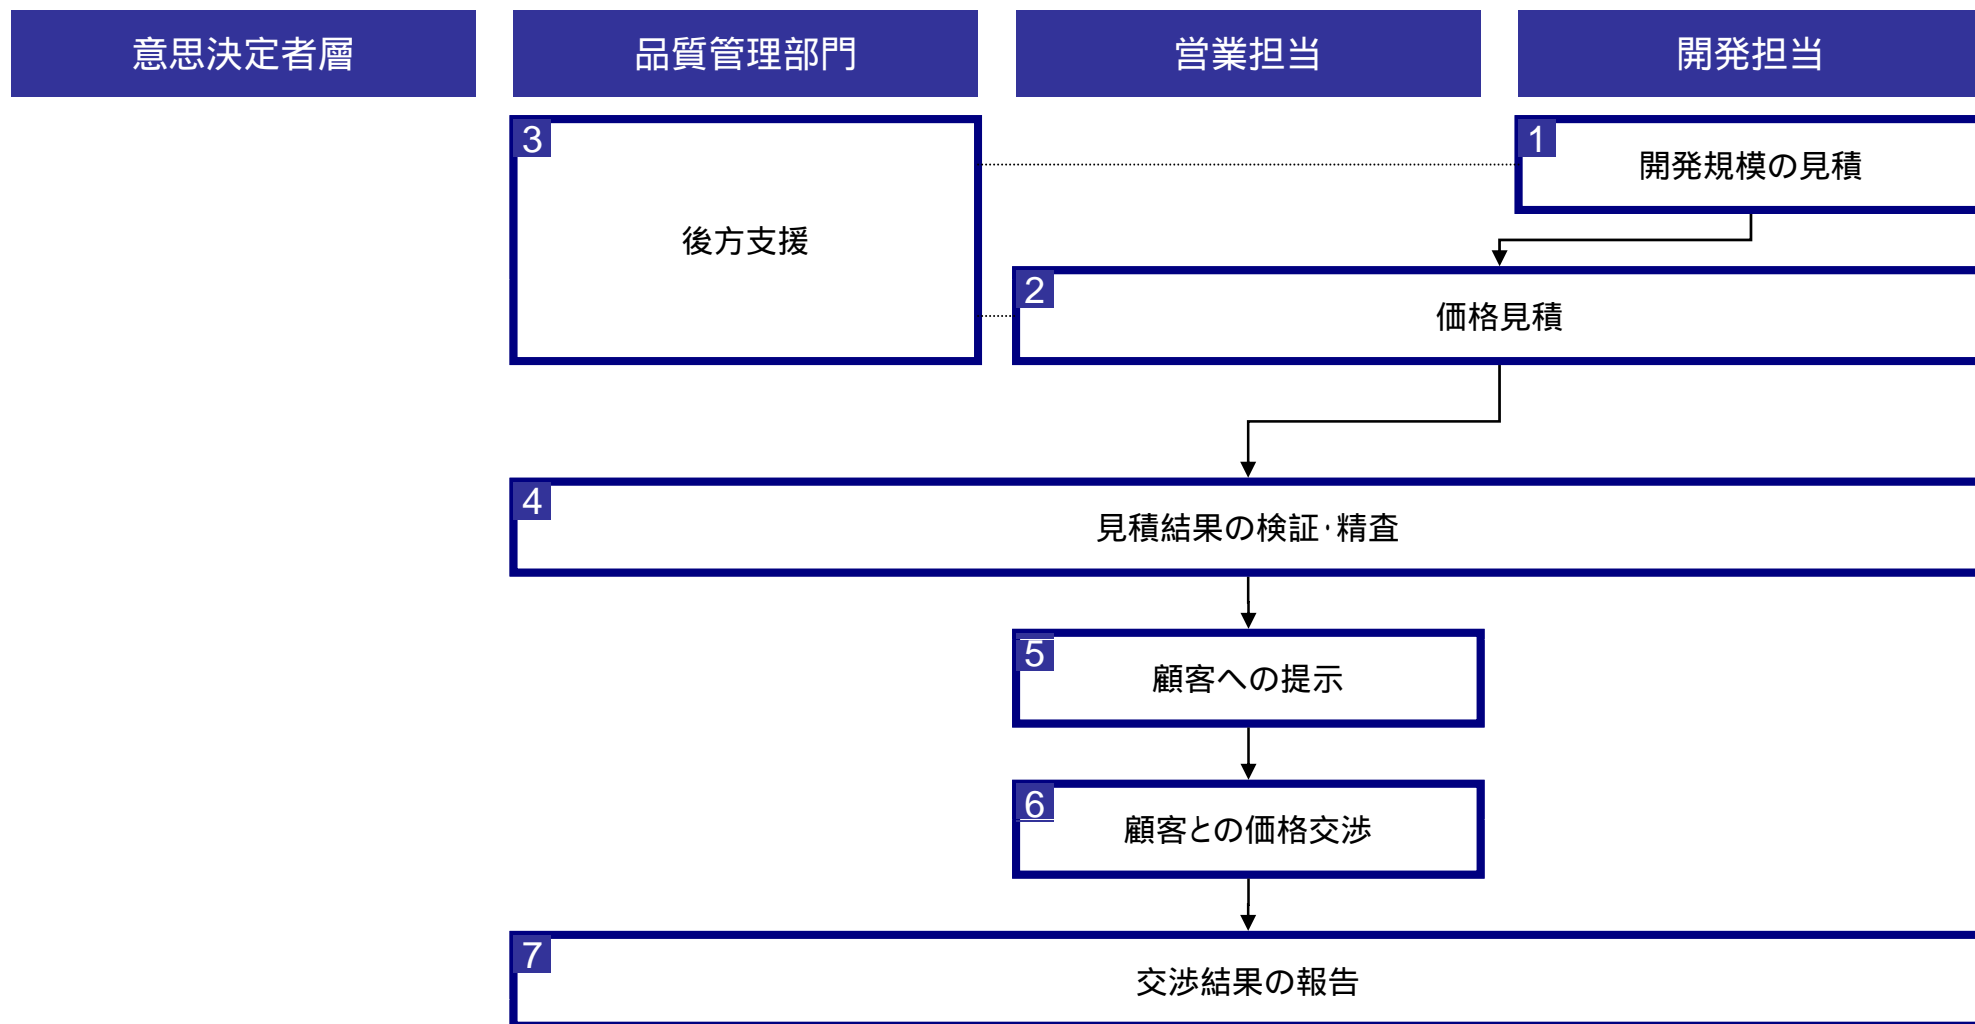 意思決定者層
品質管理部門
営業担当
開発担当
3
後方支援
1
開発規模の見積
2
価格見積
4
見積結果の検証・精査
5
顧客への提示
6
顧客との価格交渉
7
交渉結果の報告